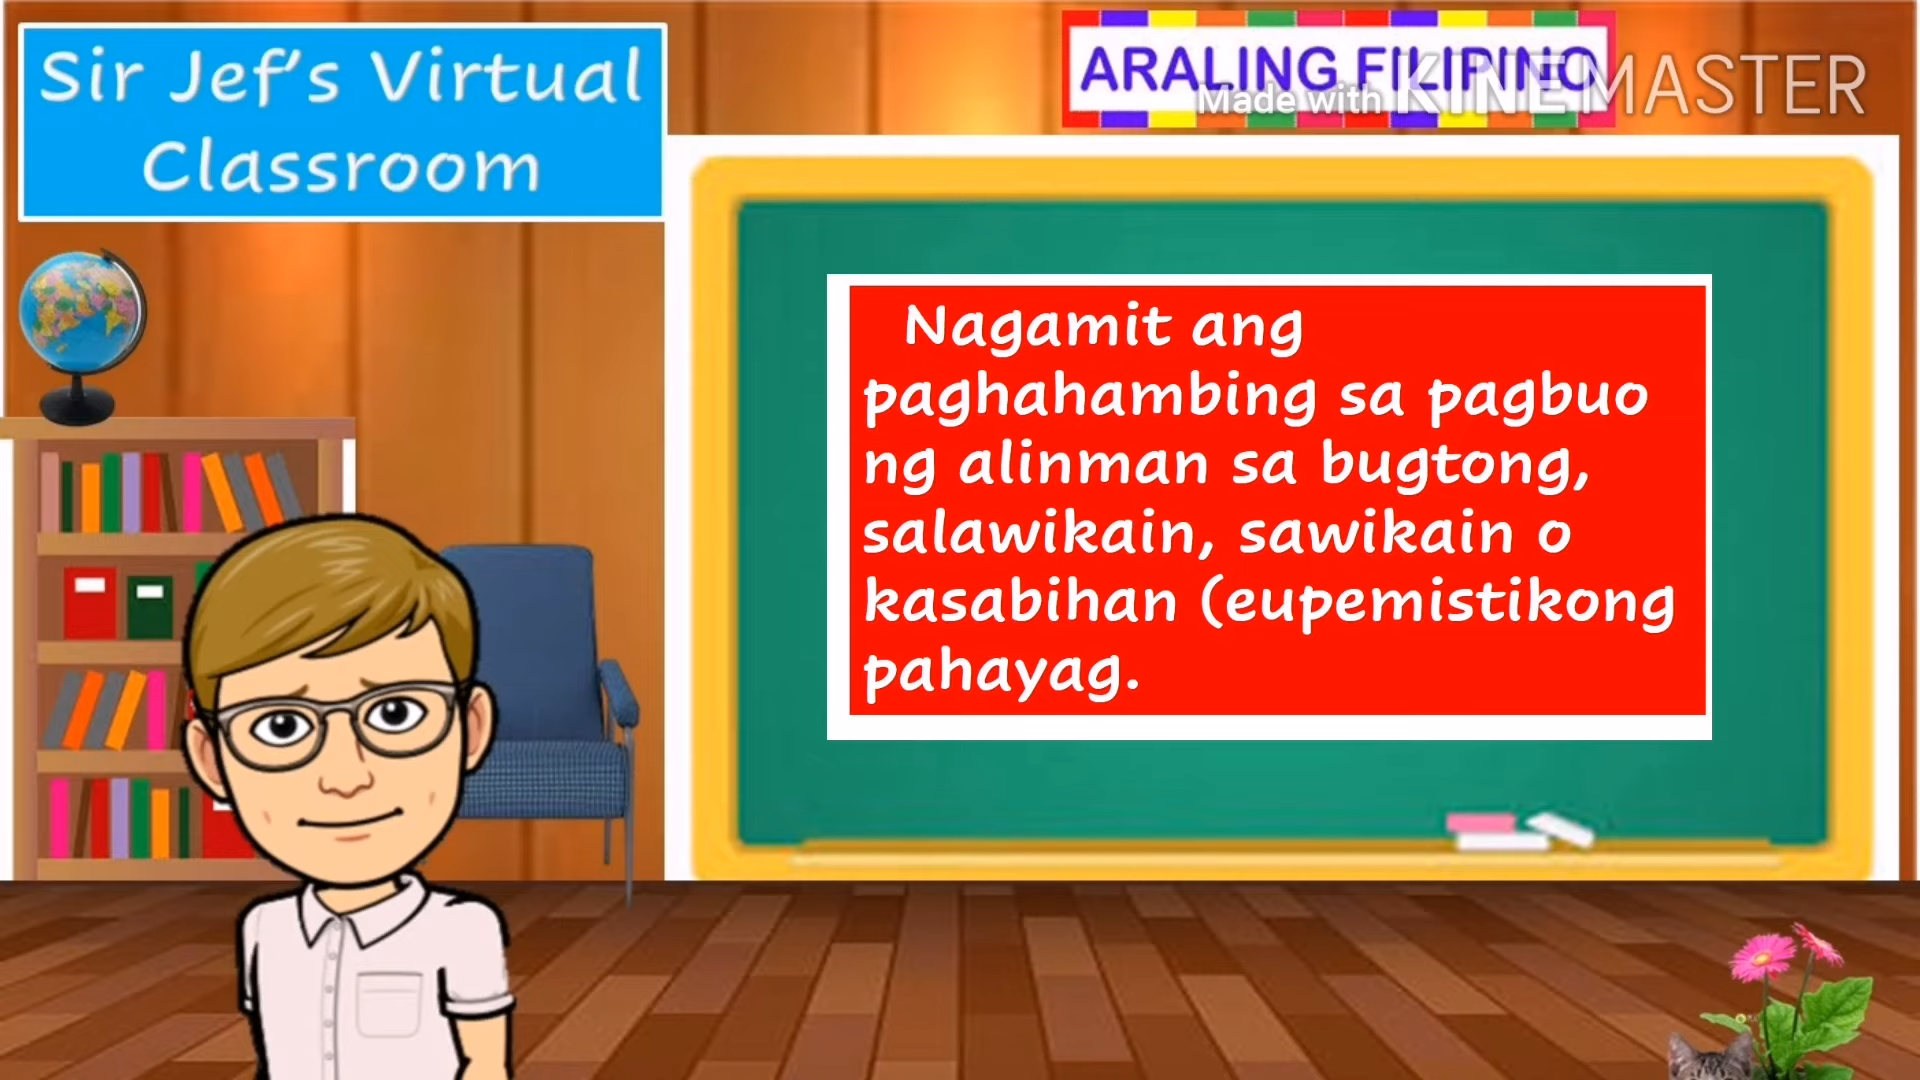 Sir Jef's Virtual
Classroom
ARALING FILIPINO
Made with KINEMASTER
Nagamit ang
paghahambing sa pagbuo
ng alinman sa bugtong,
salawikain, sawikain o
kasabihan (eupemistikong
pahayag.